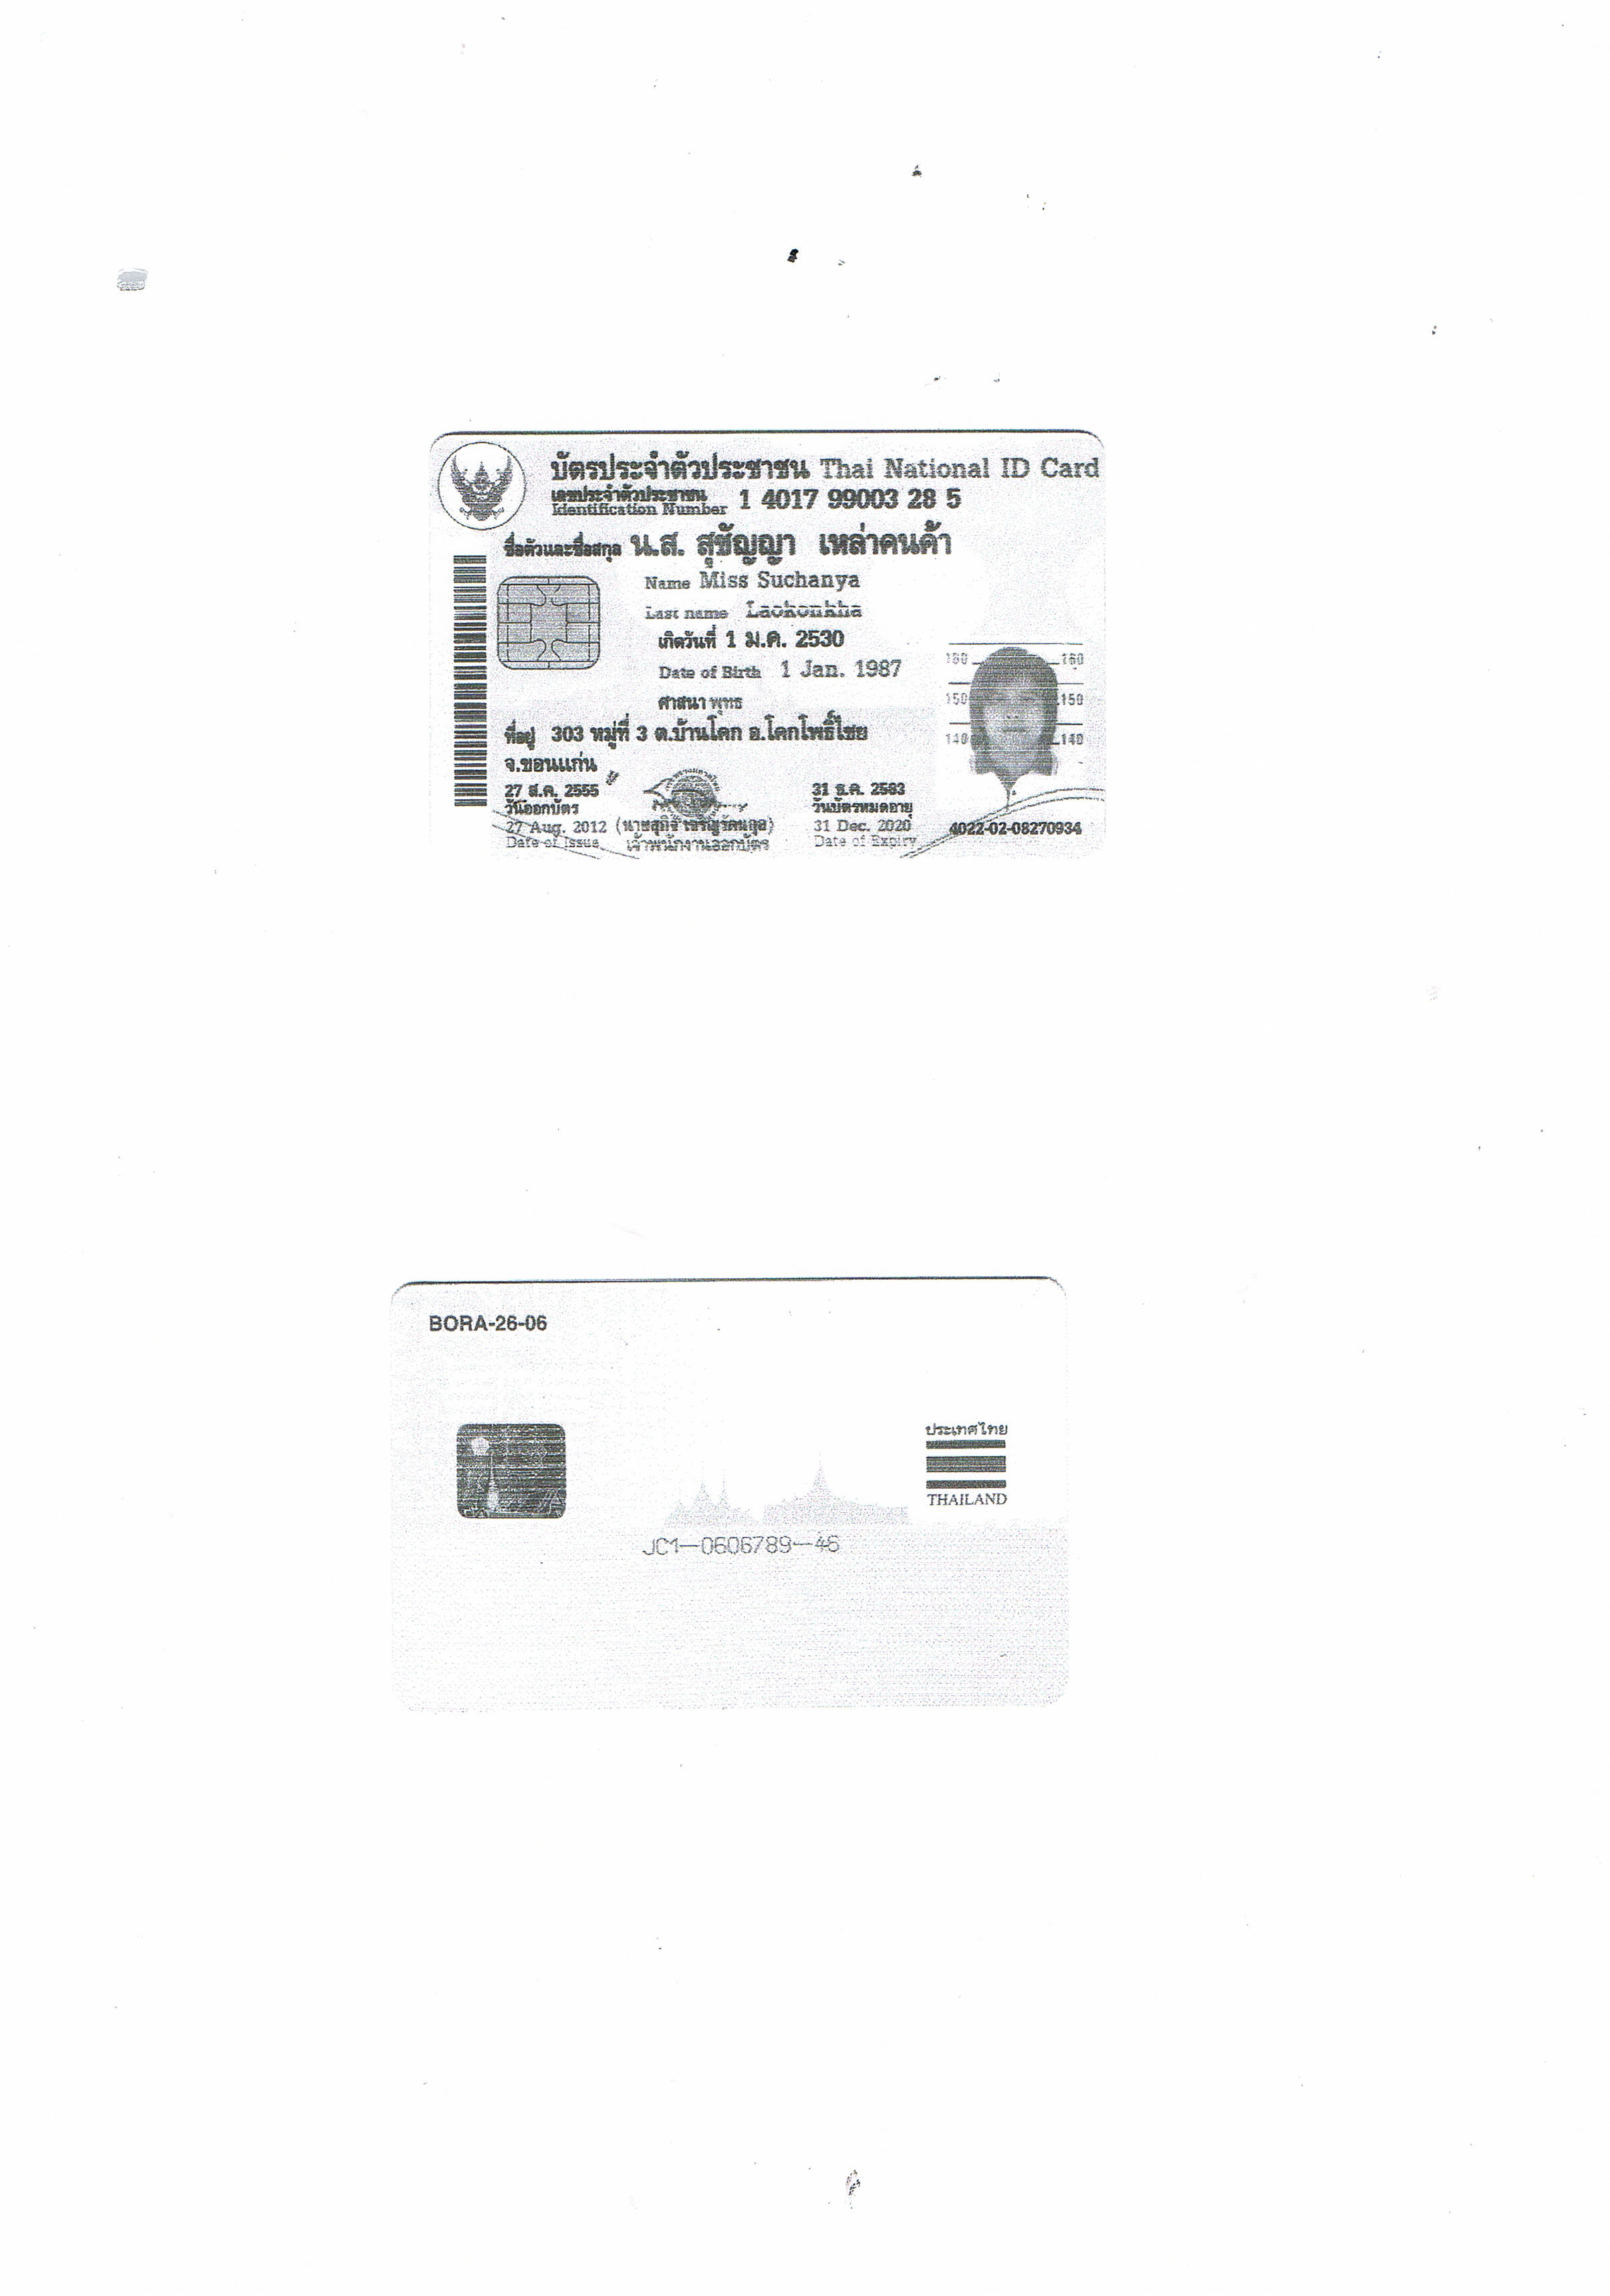 บัตรประจำตัวประชาชน Thai National ID Card
เลขประจำตัวประชาชน
Identification Number 1 4017 99003 28 5
ชื่อตัวและชื่อสกุล น.ส. สุชัญญา เหล่าคนค้า
Name Miss Suchanya
Last name Laokonkha
เกิดวันที่ 1 ม.ค. 2530
Date of Birth 1 Jan. 1987
ศาสนา พุทธ
ที่อยู่ 303 หมู่ที่ 3 ต.บ้านโคก อ.โคกโพธิ์ไชย
จ.ขอนแก่น
27 ส.ค. 2555
วันออกบัตร
27 Aug. 2012
Date of Issue
เจ้าพนักงานออกบัตร
31 ธ.ค. 2563
วันบัตรหมดอายุ
31 Dec. 2020
Date of Expiry
160 160
150 150
140 140
4022-02-08270934
BORA-26-06
ประเทศไทย
THAILAND
JC1-0606789-46